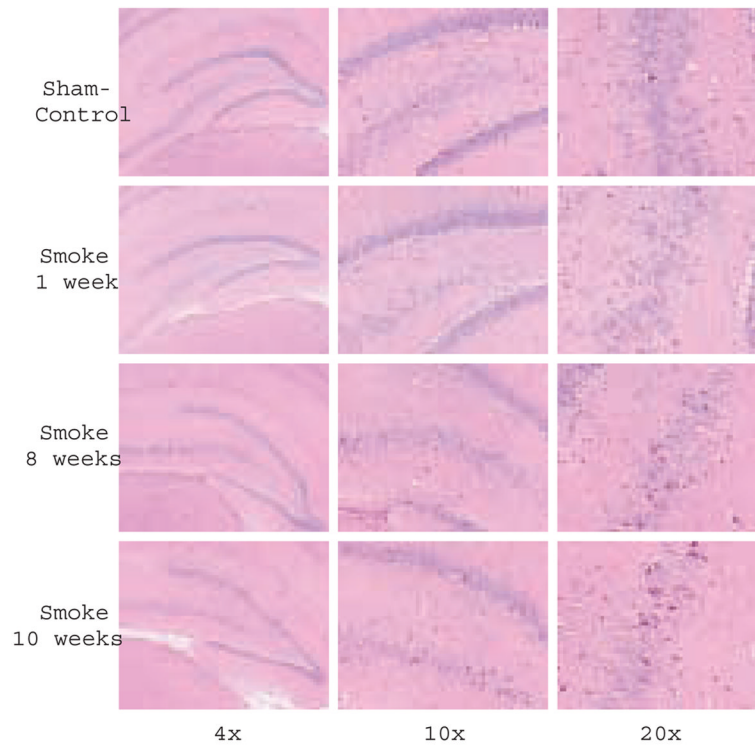 Sham-
Control
Smoke
1 week
Smoke
8 weeks
Smoke
10 weeks
4x
10x
20x